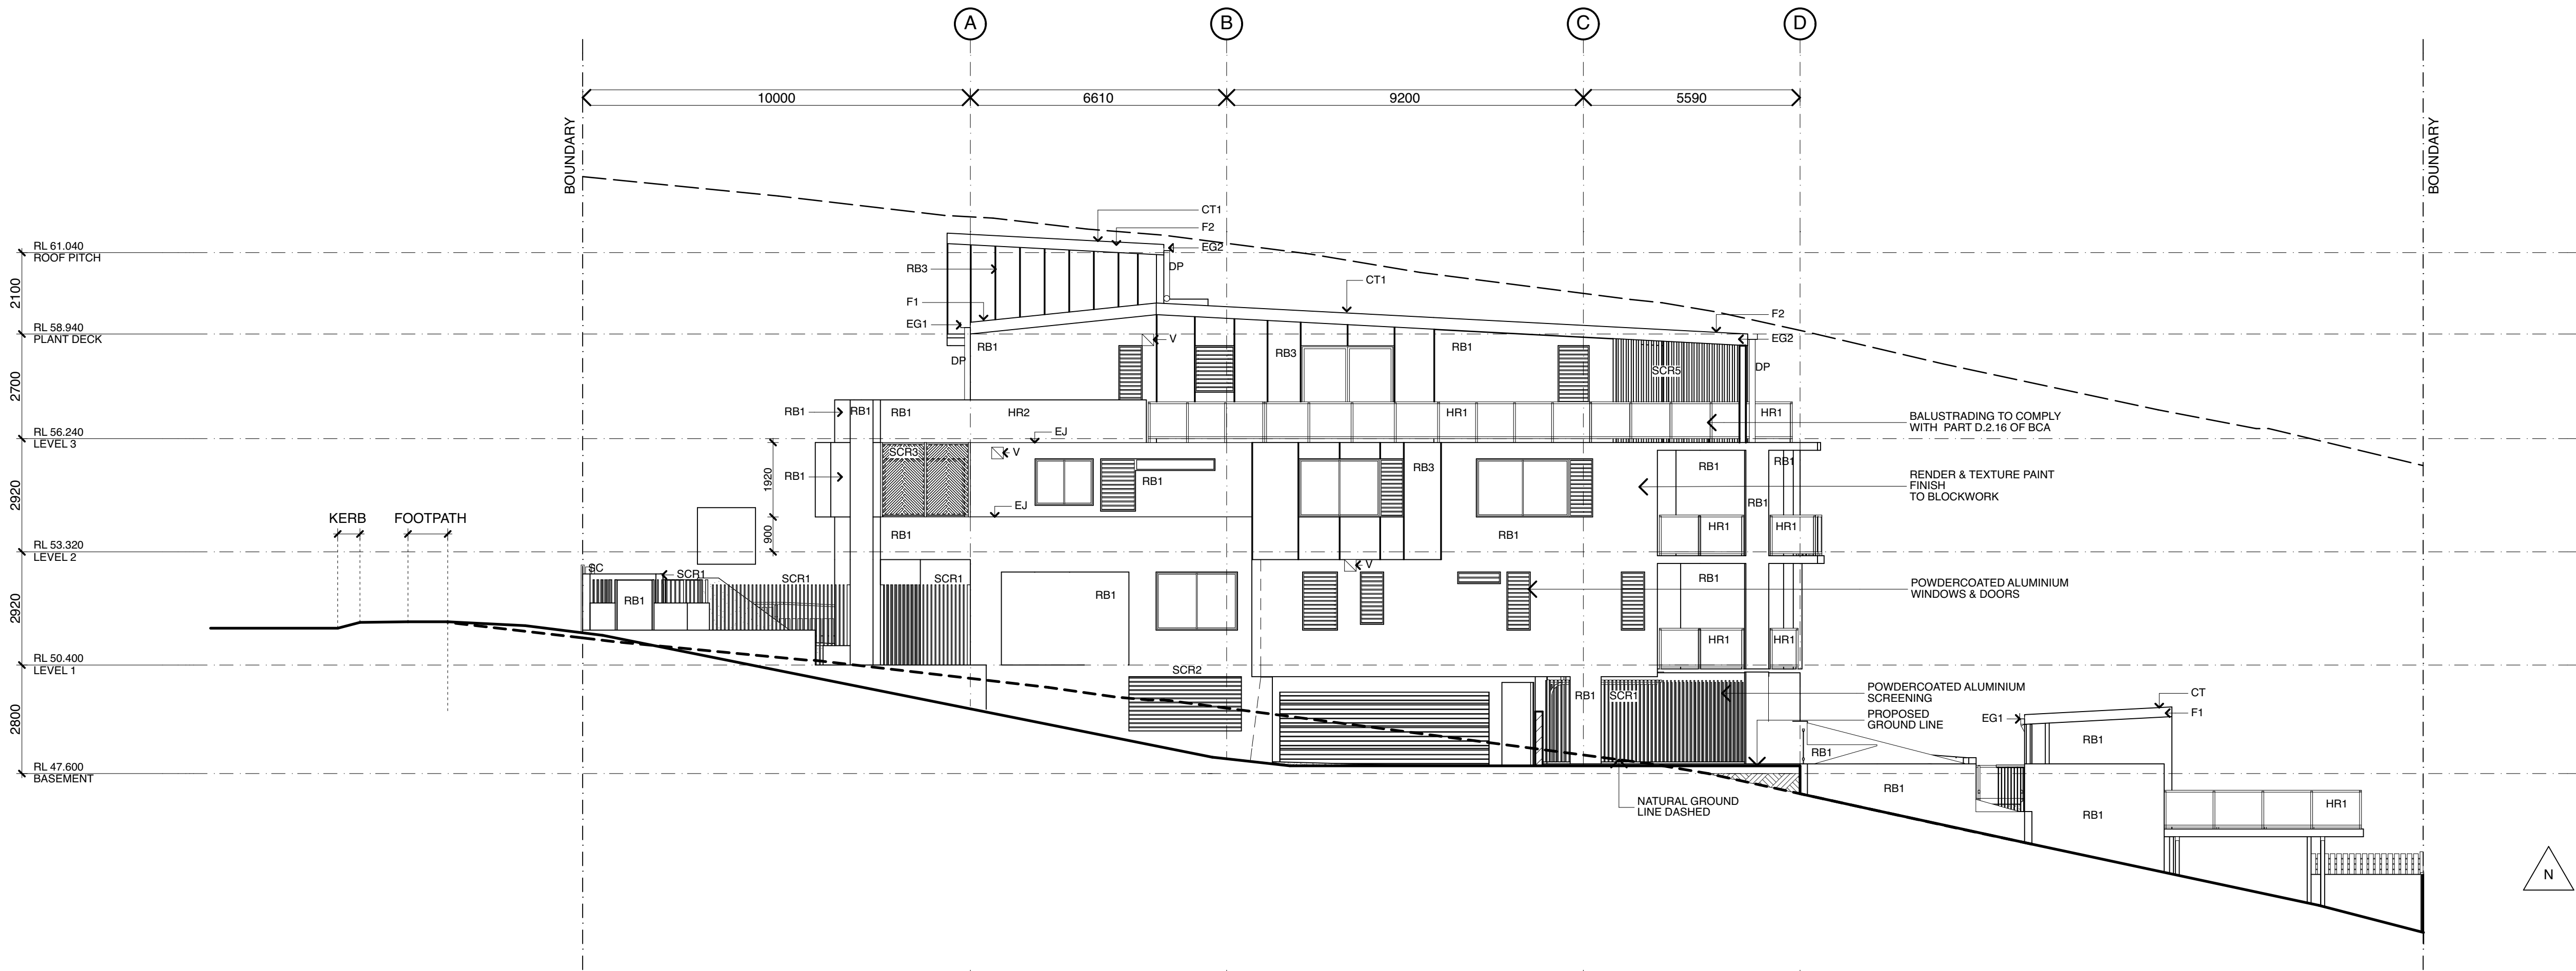 A
B
C
D
10000
6610
9200
5590
BOUNDARY
BOUNDARY
CT1
F2
EG2
DP
RL 61.040
ROOF PITCH
RB3
CT1
2100
F1
EG1
F2
RL 58.940
PLANT DECK
RB1
V
RB3
RB1
EG2
DP
DP
SCR5
2700
RB1
RB1
RB1
HR2
HR1
HR1
BALUSTRADING TO COMPLY
WITH PART D.2.16 OF BCA
RL 56.240
LEVEL 3
EJ
SCR3
V
RB1
1920
RB1
RB3
RB1
RB1
RENDER & TEXTURE PAINT
FINISH
TO BLOCKWORK
2920
EJ
RB1
KERB
FOOTPATH
900
RB1
RB1
HR1
HR1
RL 53.320
LEVEL 2
SC
SCR1
SCR1
SCR1
V
RB1
RB1
RB1
POWDERCOATED ALUMINIUM
WINDOWS & DOORS
2920
HR1
HR1
RL 50.400
LEVEL 1
SCR2
RB1
SCR1
POWDERCOATED ALUMINIUM
SCREENING
CT
2800
PROPOSED
GROUND LINE
EG1
F1
RB1
RB1
RL 47.600
BASEMENT
RB1
NATURAL GROUND
LINE DASHED
RB1
HR1
N